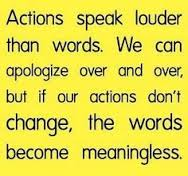 Actions speak louder
than words. We can
apologize over and over,
but if our actions don't
change, the words
become meaningless.